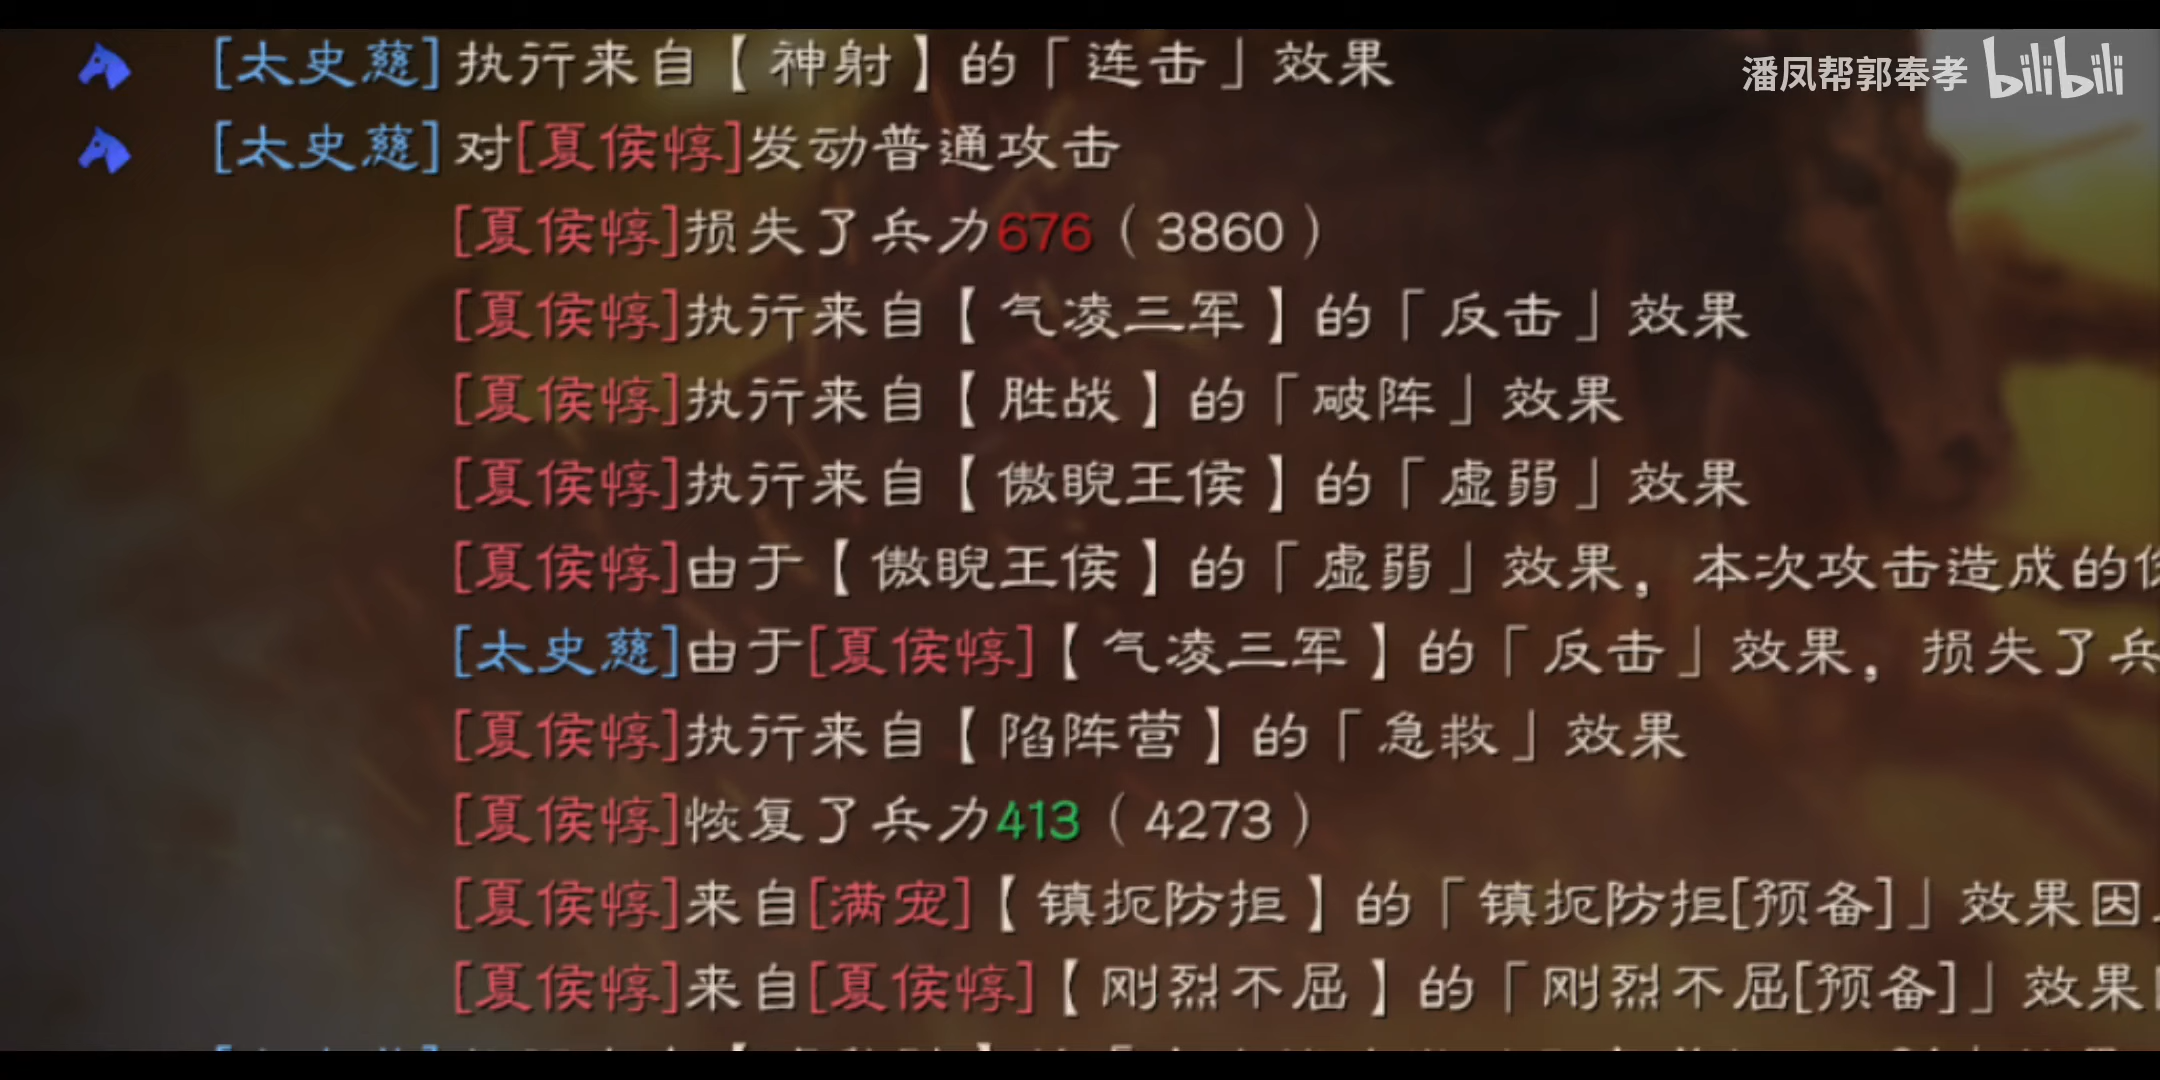 [太史慈]执行来自【神射】的「连击」效果
潘凤帮郭奉孝 bilibili
[太史慈]对[夏侯惇]发动普通攻击
[夏侯惇]损失了兵力676（3860）
[夏侯惇]执行来自【气凌三军】的「反击」效果
[夏侯惇]执行来自【胜战】的「破阵」效果
[夏侯惇]执行来自【傲睨王侯】的「虚弱」效果
[夏侯惇]由于【傲睨王侯】的「虚弱」效果，本次攻击造成的
[太史慈]由于[夏侯惇]【气凌三军】的「反击」效果，损失了兵
[夏侯惇]执行来自【陷阵营】的「急救」效果
[夏侯惇]恢复了兵力413（4273）
[夏侯惇]来自[满宠]【镇扼防拒】的「镇扼防拒[预备]」效果因
[夏侯惇]来自[夏侯惇]【刚烈不屈】的「刚烈不屈[预备]」效果